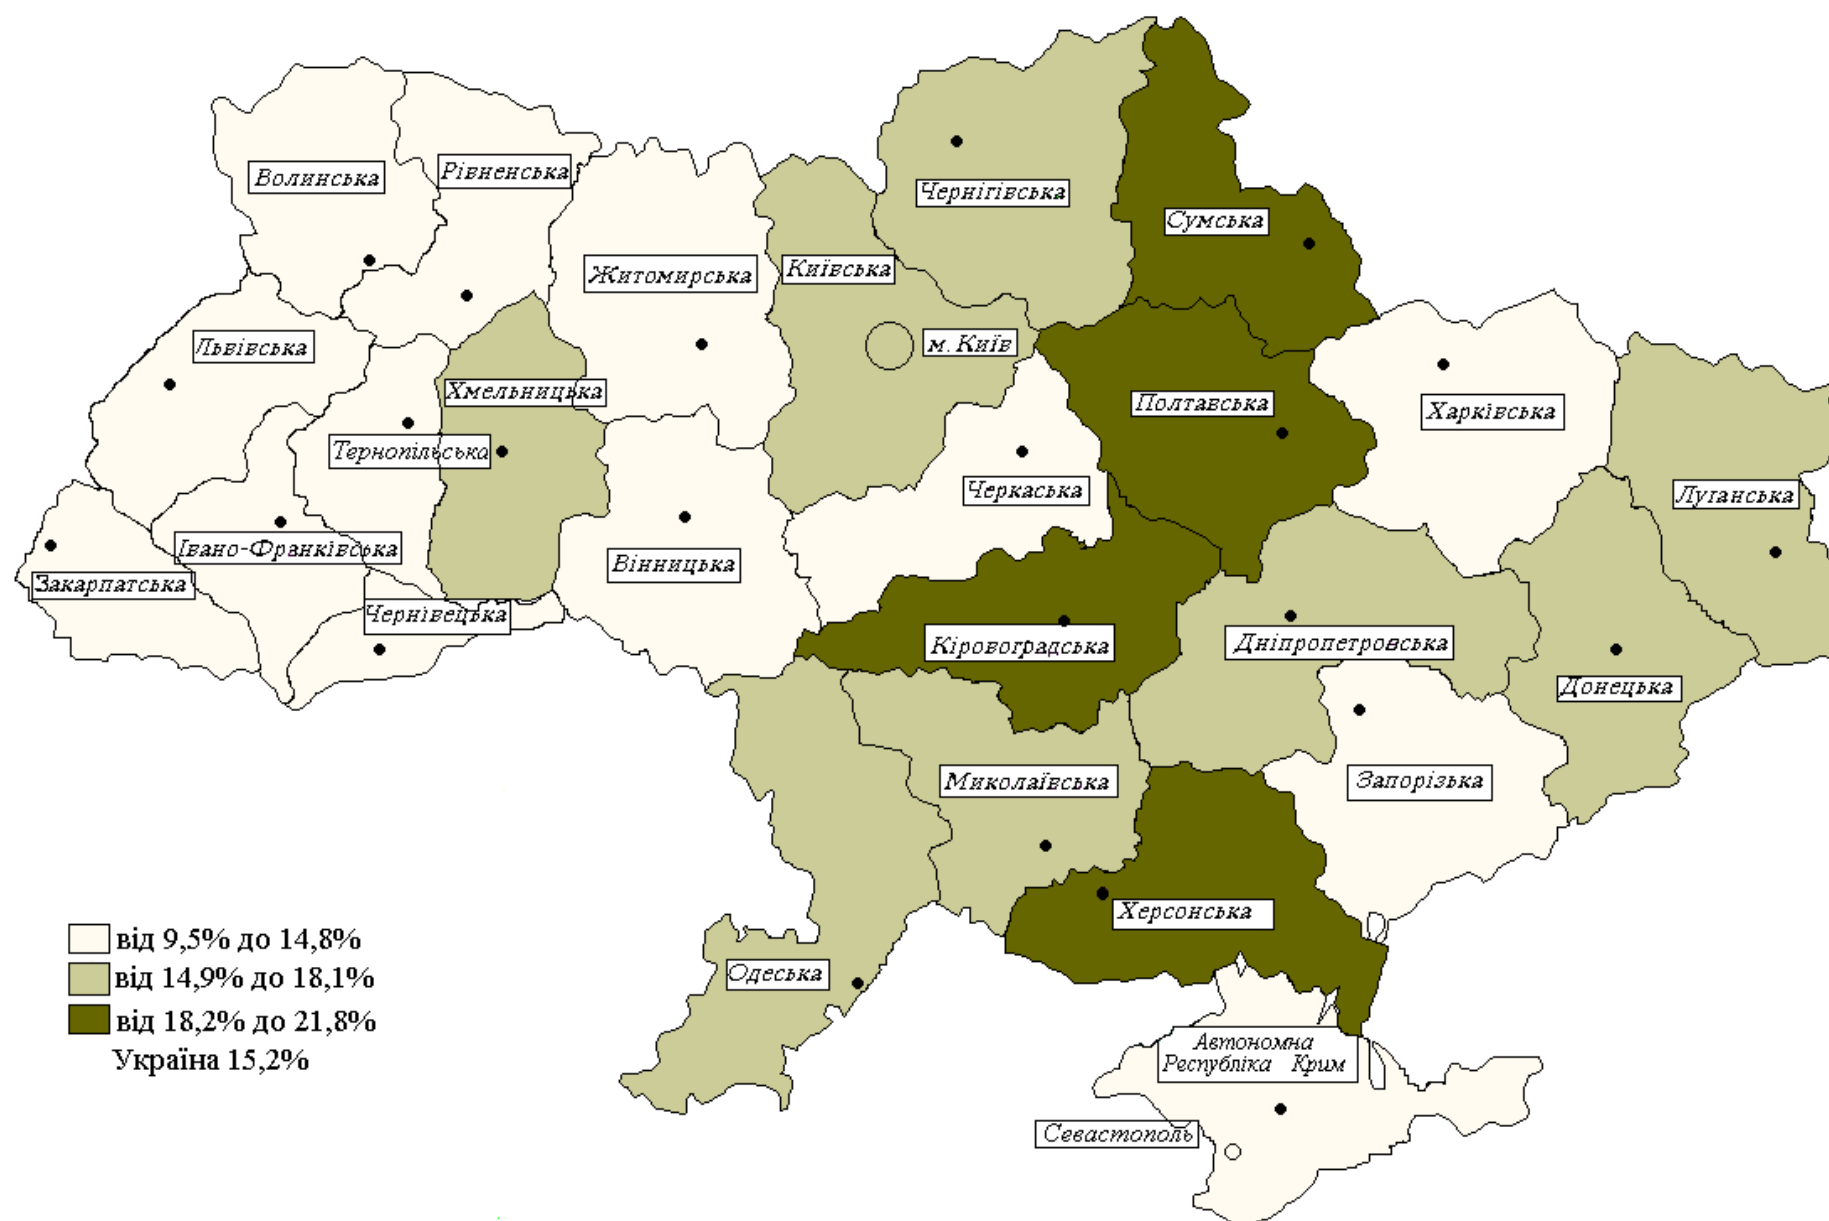 Волинська
Рівненська
Чернігівська
Сумська
Житомирська
Київська
м. Київ
Львівська
Хмельницька
Полтавська
Харківська
Тернопільська
Черкаська
Луганська
Івано-Франківська
Вінницька
Закарпатська
Чернівецька
Кіровоградська
Дніпропетровська
Донецька
Миколаївська
Запорізька
Херсонська
Одеська
від 9,5% до 14,8%
від 14,9% до 18,1%
від 18,2% до 21,8%
Україна 15,2%
Автономна
Республіка Крим
Севастополь